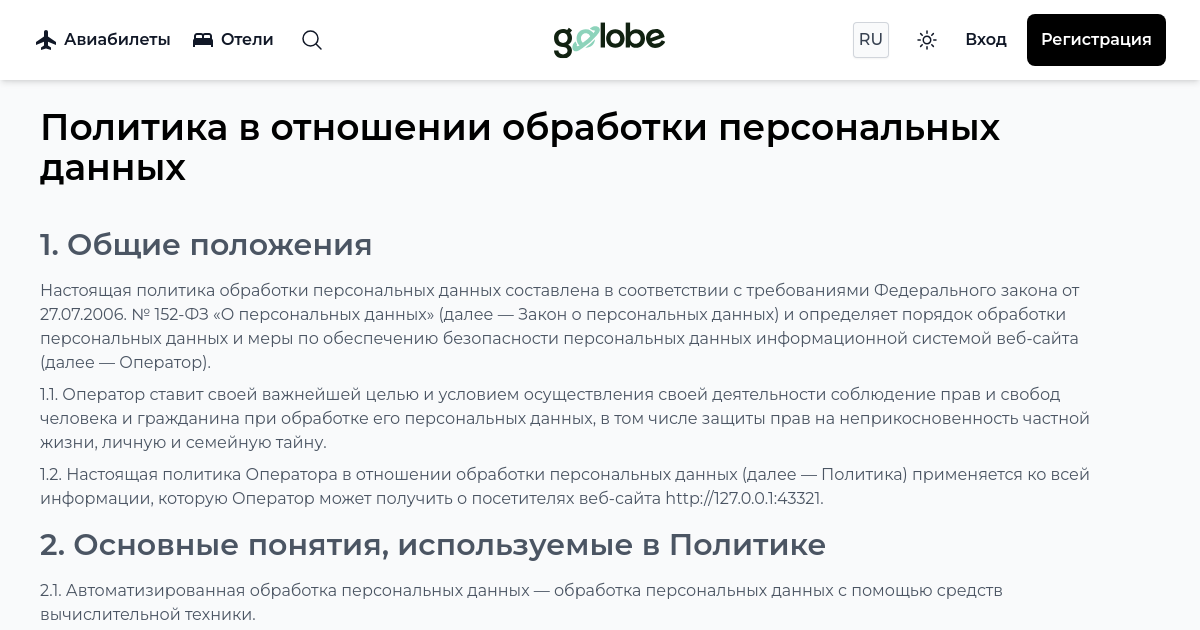 Авиабилеты Отели golobe RU Вход Регистрация
Политика в отношении обработки персональных
данных
1. Общие положения
Настоящая политика обработки персональных данных составлена в соответствии с требованиями Федерального закона от
27.07.2006. № 152-ФЗ «О персональных данных» (далее — Закон о персональных данных) и определяет порядок обработки
персональных данных и меры по обеспечению безопасности персональных данных информационной системой веб-сайта
(далее — Оператор).
1.1. Оператор ставит своей важнейшей целью и условием осуществления своей деятельности соблюдение прав и свобод
человека и гражданина при обработке его персональных данных, в том числе защиты прав на неприкосновенность частной
жизни, личную и семейную тайну.
1.2. Настоящая политика Оператора в отношении обработки персональных данных (далее — Политика) применяется ко всей
информации, которую Оператор может получить о посетителях веб-сайта http://127.0.0.1:43321.
2. Основные понятия, используемые в Политике
2.1. Автоматизированная обработка персональных данных — обработка персональных данных с помощью средств
вычислительной техники.